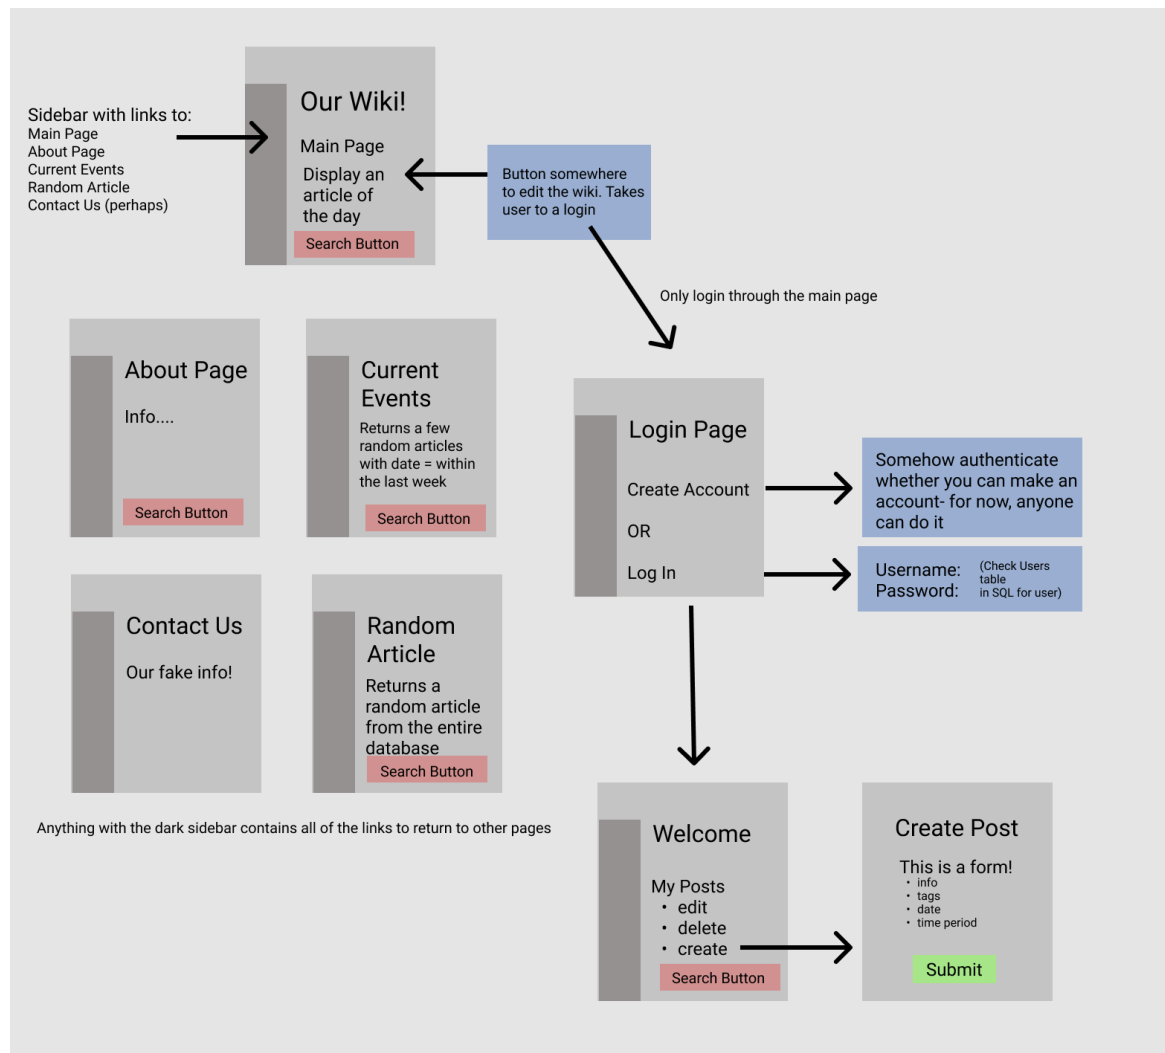 Our Wiki!
Main Page
Display an
article of
the day
Search Button
Sidebar with links to:
Main Page
About Page
Current Events
Random Article
Contact Us (perhaps)
Button somewhere
to edit the wiki. Takes
user to a login
Only login through the main page
About Page
Info....
Search Button
Current
Events
Returns a few
random articles
with date = within
the last week
Search Button
Login Page
Create Account
OR
Log In
Somehow authenticate
whether you can make an
account- for now, anyone
can do it
Username:
Password:
(Check Users
table
in SQL for user)
Contact Us
Our fake info!
Random
Article
Returns a
random article
from the entire
database
Search Button
Anything with the dark sidebar contains all of the links to return to other pages
Welcome
My Posts
• edit
• delete
• create
Search Button
Create Post
This is a form!
• info
• tags
• date
• time period
Submit